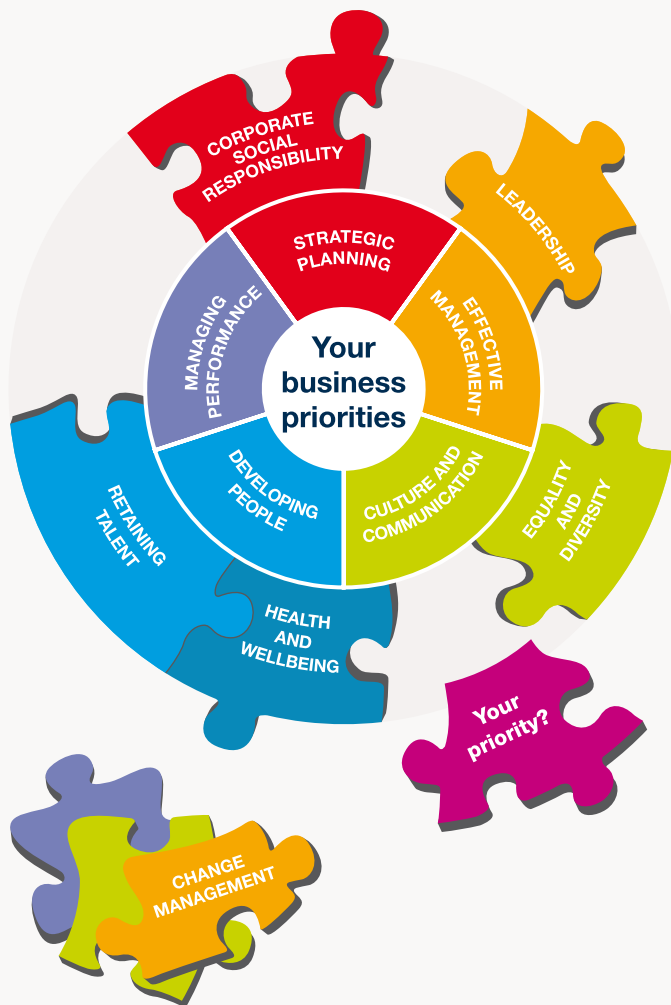 CORPORATE
SOCIAL
RESPONSIBILITY
LEADERSHIP
STRATEGIC
PLANNING
MANAGING
PERFORMANCE
EFFECTIVE
MANAGEMENT
Your
business
priorities
DEVELOPING
PEOPLE
CULTURE AND
COMMUNICATION
RETAINING
TALENT
EQUALITY
AND
DIVERSITY
HEALTH
AND
WELLBEING
Your
priority?
CHANGE
MANAGEMENT